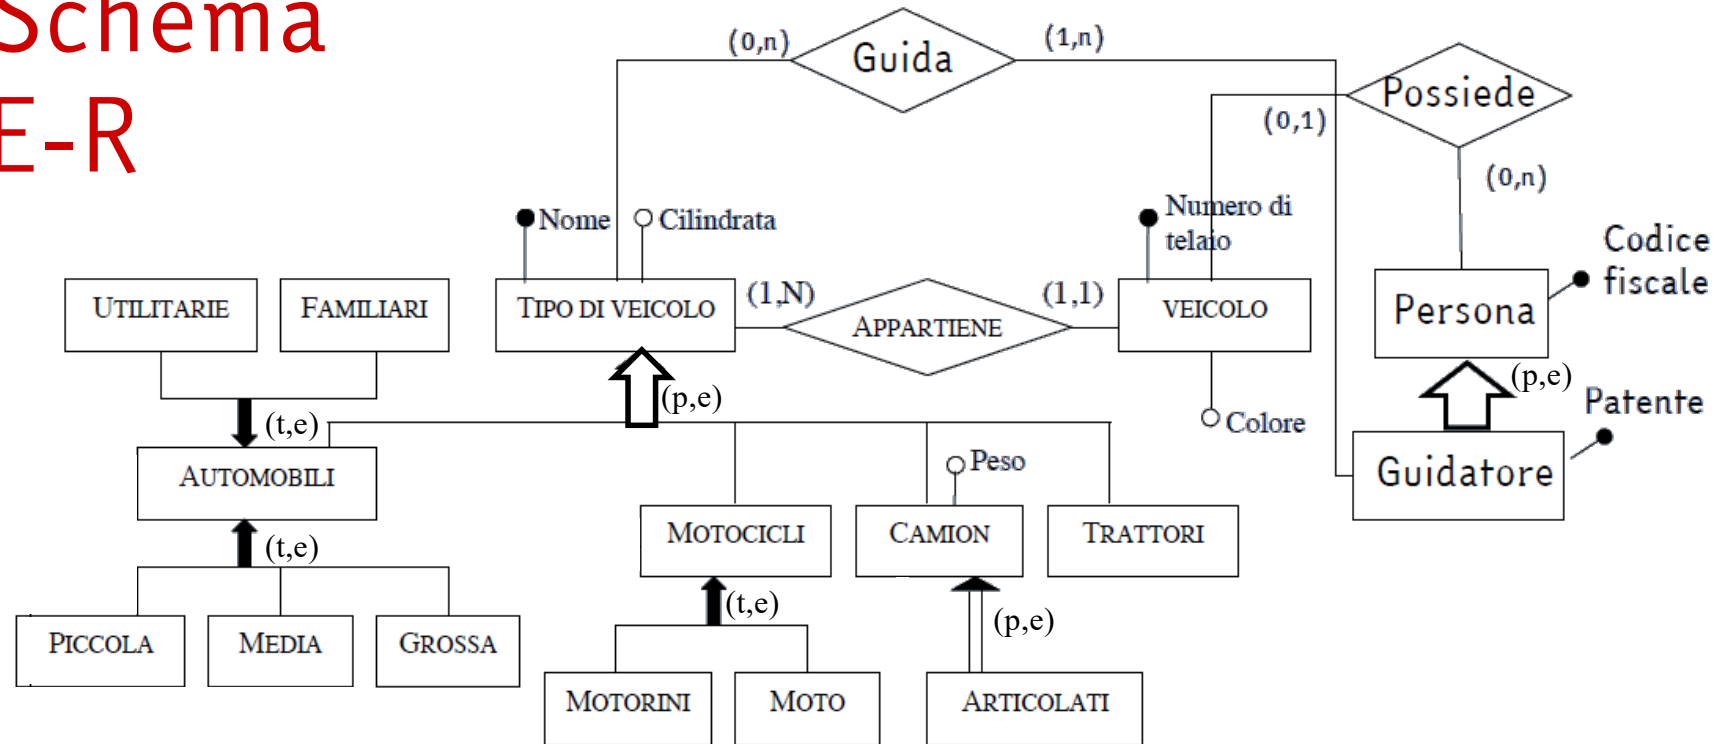 Schema
E-R
(0,n)
Guida
(1,n)
Possiede
(0,1)
(0,n)
Nome
Cilindrata
Numero di
telaio
Codice
fiscale
UTILITARIE
FAMILIARI
TIPO DI VEICOLO
(1,N)
APPARTIENE
(1,1)
VEICOLO
Persona
(t,e)
(p,e)
Colore
(p,e)
Patente
AUTOMOBILI
Peso
Guidatore
(t,e)
MOTOCICLI
CAMION
TRATTORI
(t,e)
(p,e)
PICCOLA
MEDIA
GROSSA
MOTORINI
MOTO
ARTICOLATI